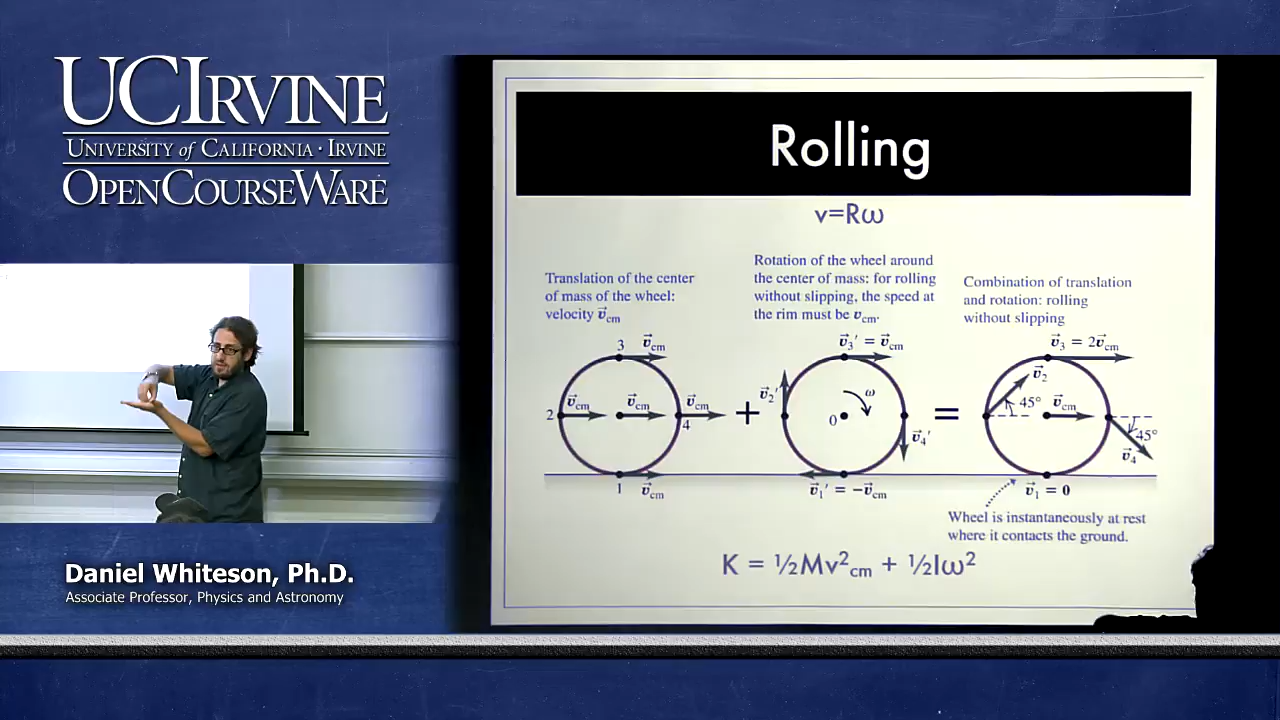 UCIRVINE
UNIVERSITY of CALIFORNIA · IRVINE
OPENCOURSEWARE
Rolling
v=Rω
Translation of the center
of mass of the wheel:
velocity v⃗cm
Rotation of the wheel around
the center of mass: for rolling
without slipping, the speed at
the rim must be vcm.
Combination of translation
and rotation: rolling
without slipping
3 v⃗cm
v⃗3′ = v⃗cm
v⃗3 = 2v⃗cm
2 v⃗cm v⃗cm v⃗cm 4
+
v⃗2′ ω 0 v⃗4′
=
v⃗2 45° v⃗cm 45° v⃗4
1 v⃗cm
v⃗1′ = −v⃗cm
v⃗1 = 0
Wheel is instantaneously at rest
where it contacts the ground.
K = ½Mv²cm + ½Iω²
Daniel Whiteson, Ph.D.
Associate Professor, Physics and Astronomy